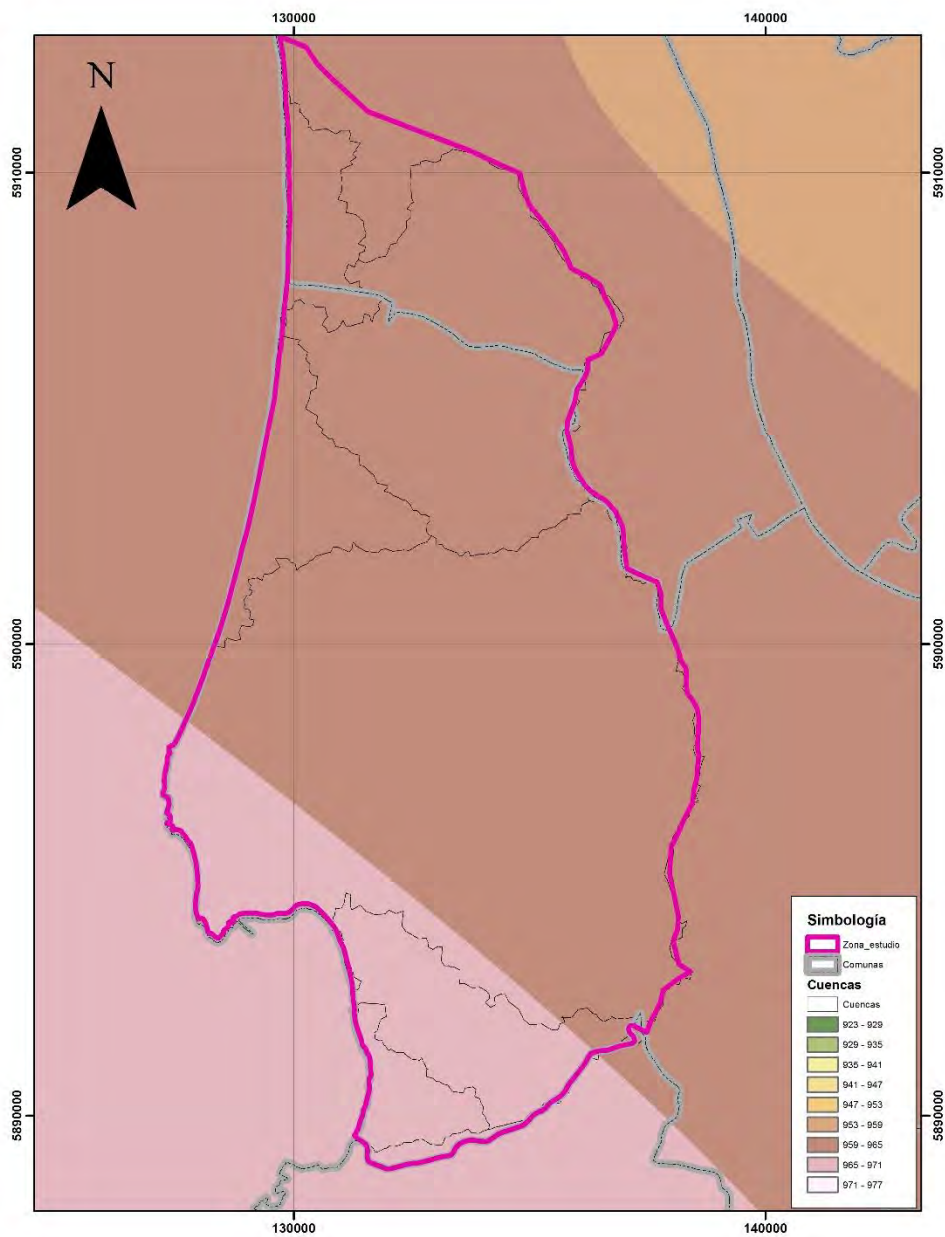 130000
140000
N
5910000
5910000
5900000
5900000
5890000
5890000
Simbología
Zona_estudio
Comunas
Cuencas
Cuencas
923 - 929
929 - 935
935 - 941
941 - 947
947 - 953
953 - 959
959 - 965
965 - 971
971 - 977
130000
140000